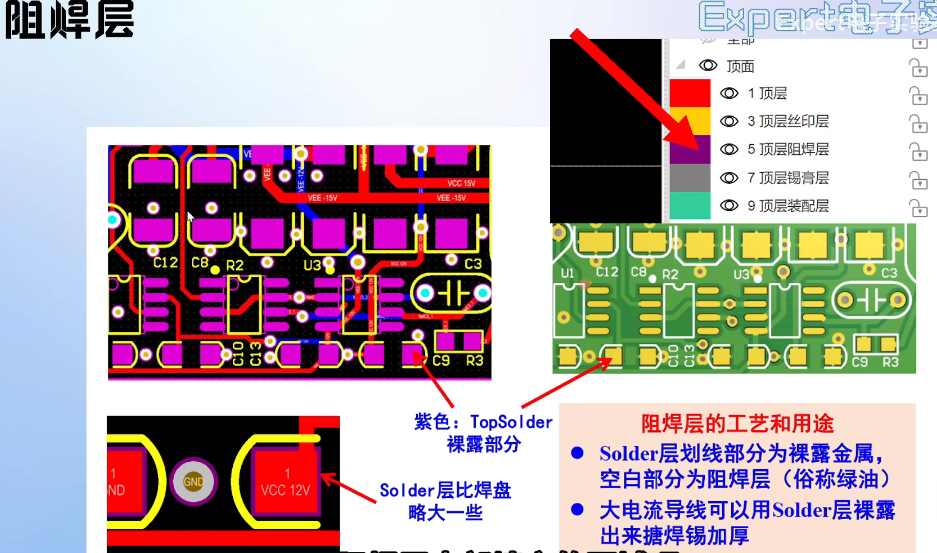 阻焊层
Expert电子实验
全部
顶面
1 顶层
3 顶层丝印层
5 顶层阻焊层
7 顶层锡膏层
9 顶层装配层
VEE
VEE -12V
VCC 15V
VEE -15V
VEE -15V
C12 C8 R2 U3 C3
C10 C13 C9 R3
U1 C12 C8 R2 U3 C3
C10 C13 C9 R3
紫色：TopSolder
裸露部分
1
GND
GND
1
VCC 12V
Solder层比焊盘
略大一些
阻焊层的工艺和用途
● Solder层划线部分为裸露金属，
空白部分为阻焊层（俗称绿油）
● 大电流导线可以用Solder层裸露
出来搪焊锡加厚